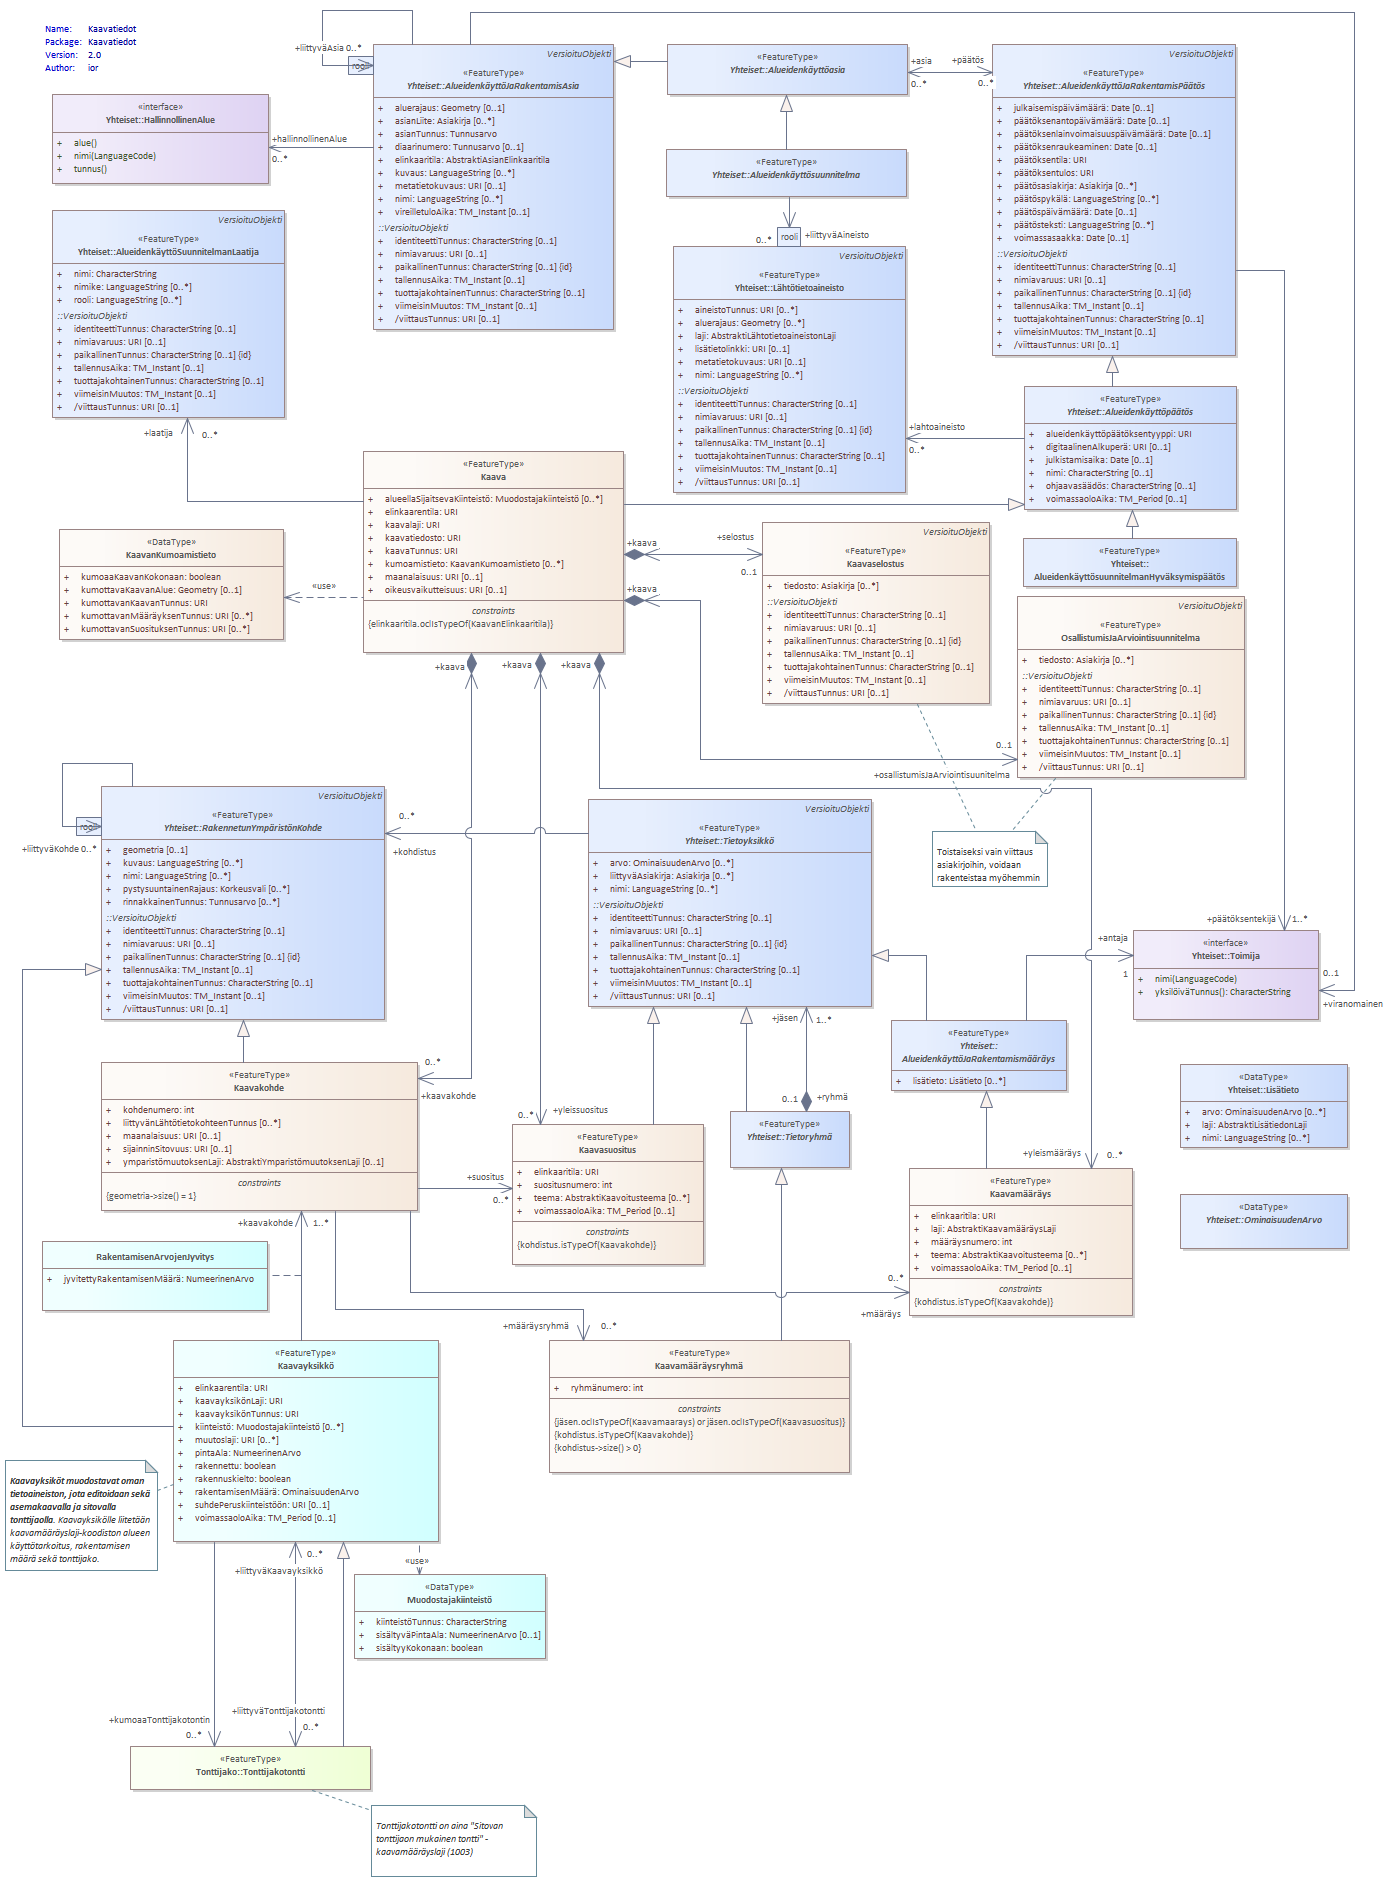 Name: Kaavatiedot
Package: Kaavatiedot
Version: 2.0
Author: ior
+liittyväAsia 0..*
rooli
VersioituObjekti
«FeatureType»
Yhteiset::AlueidenkäyttöJaRakentamisAsia
+ aluerajaus: Geometry [0..1]
+ asianLiite: Asiakirja [0..*]
+ asianTunnus: Tunnusarvo
+ diaarinumero: Tunnusarvo [0..1]
+ elinkaaritila: AbstraktiAsianElinkaaritila
+ kuvaus: LanguageString [0..*]
+ metatietokuvaus: URI [0..1]
+ nimi: LanguageString [0..*]
+ vireilletuloAika: TM_Instant [0..1]
::VersioituObjekti
+ identiteettiTunnus: CharacterString [0..1]
+ nimiavaruus: URI [0..1]
+ paikallinenTunnus: CharacterString [0..1] {id}
+ tallennusAika: TM_Instant [0..1]
+ tuottajakohtainenTunnus: CharacterString [0..1]
+ viimeisinMuutos: TM_Instant [0..1]
+ /viittausTunnus: URI [0..1]
«FeatureType»
Yhteiset::Alueidenkäyttöasia
+asia
0..*
+päätös
0..*
VersioituObjekti
«FeatureType»
Yhteiset::AlueidenkäyttöJaRakentamisPäätös
+ julkaisemispäivämäärä: Date [0..1]
+ päätöksenantopäivämäärä: Date [0..1]
+ päätöksenlainvoimaisuuspäivämäärä: Date [0..1]
+ päätöksenraukeaminen: Date [0..1]
+ päätöksentila: URI
+ päätöksentulos: URI
+ päätösasiakirja: Asiakirja [0..*]
+ päätöspykälä: LanguageString [0..*]
+ päätöspäivämäärä: Date [0..1]
+ päätösteksti: LanguageString [0..*]
+ voimassasaakka: Date [0..1]
::VersioituObjekti
+ identiteettiTunnus: CharacterString [0..1]
+ nimiavaruus: URI [0..1]
+ paikallinenTunnus: CharacterString [0..1] {id}
+ tallennusAika: TM_Instant [0..1]
+ tuottajakohtainenTunnus: CharacterString [0..1]
+ viimeisinMuutos: TM_Instant [0..1]
+ /viittausTunnus: URI [0..1]
«interface»
Yhteiset::HallinnollinenAlue
+ alue()
+ nimi(LanguageCode)
+ tunnus()
+hallinnollinenAlue
0..*
«FeatureType»
Yhteiset::Alueidenkäyttösuunnitelma
0..*
rooli
+liittyväAineisto
VersioituObjekti
«FeatureType»
Yhteiset::AlueidenkäyttöSuunnitelmanLaatija
+ nimi: CharacterString
+ nimike: LanguageString [0..*]
+ rooli: LanguageString [0..*]
::VersioituObjekti
+ identiteettiTunnus: CharacterString [0..1]
+ nimiavaruus: URI [0..1]
+ paikallinenTunnus: CharacterString [0..1] {id}
+ tallennusAika: TM_Instant [0..1]
+ tuottajakohtainenTunnus: CharacterString [0..1]
+ viimeisinMuutos: TM_Instant [0..1]
+ /viittausTunnus: URI [0..1]
+laatija
0..*
VersioituObjekti
«FeatureType»
Yhteiset::Lähtötietoaineisto
+ aineistoTunnus: URI [0..*]
+ aluerajaus: Geometry [0..*]
+ laji: AbstraktiLähtotietoaineistonLaji
+ lisätietolinkki: URI [0..1]
+ metatietokuvaus: URI [0..1]
+ nimi: LanguageString [0..*]
::VersioituObjekti
+ identiteettiTunnus: CharacterString [0..1]
+ nimiavaruus: URI [0..1]
+ paikallinenTunnus: CharacterString [0..1] {id}
+ tallennusAika: TM_Instant [0..1]
+ tuottajakohtainenTunnus: CharacterString [0..1]
+ viimeisinMuutos: TM_Instant [0..1]
+ /viittausTunnus: URI [0..1]
+lahtoaineisto
0..*
«FeatureType»
Yhteiset::Alueidenkäyttöpäätös
+ alueidenkäyttöpäätöksentyyppi: URI
+ digitaalinenAlkuperä: URI [0..1]
+ julkistamisaika: Date [0..1]
+ nimi: CharacterString [0..1]
+ ohjaavasäädös: CharacterString [0..1]
+ voimassaoloAika: TM_Period [0..1]
«FeatureType»
Yhteiset::
AlueidenkäyttösuunnitelmanHyväksymispäätös
«FeatureType»
Kaava
+ alueellaSijaitsevaKiinteistö: Muodostajakiinteistö [0..*]
+ elinkaarentila: URI
+ kaavalaji: URI
+ kaavatiedosto: URI
+ kaavaTunnus: URI
+ kumoamistieto: KaavanKumoamistieto [0..*]
+ maanalaisuus: URI [0..1]
+ oikeusvaikutteisuus: URI [0..1]
constraints
{elinkaaritila.oclIsTypeOf(KaavanElinkaaritila)}
«DataType»
KaavanKumoamistieto
+ kumoaaKaavanKokonaan: boolean
+ kumottavaKaavanAlue: Geometry [0..1]
+ kumottavanKaavanTunnus: URI
+ kumottavanMääräyksenTunnus: URI [0..*]
+ kumottavanSuosituksenTunnus: URI [0..*]
«use»
+kaava
+selostus
0..1
+kaava
VersioituObjekti
«FeatureType»
Kaavaselostus
+ tiedosto: Asiakirja [0..*]
::VersioituObjekti
+ identiteettiTunnus: CharacterString [0..1]
+ nimiavaruus: URI [0..1]
+ paikallinenTunnus: CharacterString [0..1] {id}
+ tallennusAika: TM_Instant [0..1]
+ tuottajakohtainenTunnus: CharacterString [0..1]
+ viimeisinMuutos: TM_Instant [0..1]
+ /viittausTunnus: URI [0..1]
VersioituObjekti
«FeatureType»
OsallistumisJaArviointisuunnitelma
+ tiedosto: Asiakirja [0..*]
::VersioituObjekti
+ identiteettiTunnus: CharacterString [0..1]
+ nimiavaruus: URI [0..1]
+ paikallinenTunnus: CharacterString [0..1] {id}
+ tallennusAika: TM_Instant [0..1]
+ tuottajakohtainenTunnus: CharacterString [0..1]
+ viimeisinMuutos: TM_Instant [0..1]
+ /viittausTunnus: URI [0..1]
+kaava
+kaava
+kaava
0..1
+osallistumisJaArviointisuunnitelma
rooli
+liittyväKohde 0..*
VersioituObjekti
«FeatureType»
Yhteiset::RakennetunYmpäristönKohde
+ geometria [0..1]
+ kuvaus: LanguageString [0..*]
+ nimi: LanguageString [0..*]
+ pystysuuntainenRajaus: Korkeusvali [0..*]
+ rinnakkainenTunnus: Tunnusarvo [0..*]
::VersioituObjekti
+ identiteettiTunnus: CharacterString [0..1]
+ nimiavaruus: URI [0..1]
+ paikallinenTunnus: CharacterString [0..1] {id}
+ tallennusAika: TM_Instant [0..1]
+ tuottajakohtainenTunnus: CharacterString [0..1]
+ viimeisinMuutos: TM_Instant [0..1]
+ /viittausTunnus: URI [0..1]
0..*
+kohdistus
VersioituObjekti
«FeatureType»
Yhteiset::Tietoyksikkö
+ arvo: OminaisuudenArvo [0..*]
+ liittyväAsiakirja: Asiakirja [0..*]
+ nimi: LanguageString [0..*]
::VersioituObjekti
+ identiteettiTunnus: CharacterString [0..1]
+ nimiavaruus: URI [0..1]
+ paikallinenTunnus: CharacterString [0..1] {id}
+ tallennusAika: TM_Instant [0..1]
+ tuottajakohtainenTunnus: CharacterString [0..1]
+ viimeisinMuutos: TM_Instant [0..1]
+ /viittausTunnus: URI [0..1]
Toistaiseksi vain viittaus
asiakirjoihin, voidaan
rakenteistaa myöhemmin
+päätöksentekijä
1..*
+antaja
1
«interface»
Yhteiset::Toimija
+ nimi(LanguageCode)
+ yksilöiväTunnus(): CharacterString
0..1
+viranomainen
+jäsen
1..*
0..1
+ryhmä
«FeatureType»
Yhteiset::
AlueidenkäyttöJaRakentamismääräys
+ lisätieto: Lisätieto [0..*]
«FeatureType»
Kaavakohde
+ kohdenumero: int
+ liittyvänLähtötietokohteenTunnus [0..*]
+ maanalaisuus: URI [0..1]
+ sijainninSitovuus: URI [0..1]
+ ymparistömuutoksenLaji: AbstraktiYmparistömuutoksenLaji [0..1]
constraints
{geometria->size() = 1}
0..*
+kaavakohde
0..*
+yleissuositus
«FeatureType»
Kaavasuositus
+ elinkaaritila: URI
+ suositusnumero: int
+ teema: AbstraktiKaavoitusteema [0..*]
+ voimassaoloAika: TM_Period [0..1]
constraints
{kohdistus.isTypeOf(Kaavakohde)}
+suositus
0..*
«FeatureType»
Yhteiset::Tietoryhmä
+yleismääräys
0..*
«FeatureType»
Kaavamääräys
+ elinkaaritila: URI
+ laji: AbstraktiKaavamääräysLaji
+ määräysnumero: int
+ teema: AbstraktiKaavoitusteema [0..*]
+ voimassaoloAika: TM_Period [0..1]
constraints
{kohdistus.isTypeOf(Kaavakohde)}
«DataType»
Yhteiset::Lisätieto
+ arvo: OminaisuudenArvo [0..*]
+ laji: AbstraktiLisätiedonLaji
+ nimi: LanguageString [0..*]
«DataType»
Yhteiset::OminaisuudenArvo
+kaavakohde
1..*
RakentamisenArvojenJyvitys
+ jyvitettyRakentamisenMäärä: NumeerinenArvo
0..*
+määräys
+määräysryhmä
0..*
«FeatureType»
Kaavayksikkö
+ elinkaarentila: URI
+ kaavayksikönLaji: URI
+ kaavayksikönTunnus: URI
+ kiinteistö: Muodostajakiinteistö [0..*]
+ muutoslaji: URI [0..*]
+ pintaAla: NumeerinenArvo
+ rakennettu: boolean
+ rakennuskielto: boolean
+ rakentamisenMäärä: OminaisuudenArvo
+ suhdePeruskiinteistöön: URI [0..1]
+ voimassaoloAika: TM_Period [0..1]
«FeatureType»
Kaavamääräysryhmä
+ ryhmänumero: int
constraints
{jäsen.oclIsTypeOf(Kaavamaarays) or jäsen.oclIsTypeOf(Kaavasuositus)}
{kohdistus.isTypeOf(Kaavakohde)}
{kohdistus->size() > 0}
Kaavayksiköt muodostavat oman
tietoaineiston, jota editoidaan sekä
asemakaavalla ja sitovalla
tonttijaolla. Kaavayksikölle liitetään
kaavamääräyslaji-koodiston alueen
käyttötarkoitus, rakentamisen
määrä sekä tonttijako.
0..*
+liittyväKaavayksikkö
«use»
«DataType»
Muodostajakiinteistö
+ kiinteistöTunnus: CharacterString
+ sisältyväPintaAla: NumeerinenArvo [0..1]
+ sisältyyKokonaan: boolean
+kumoaaTonttijakotontin
0..*
+liittyväTonttijakotontti
0..*
«FeatureType»
Tonttijako::Tonttijakotontti
Tonttijakotontti on aina "Sitovan
tonttijaon mukainen tontti" -
kaavamääräyslaji (1003)